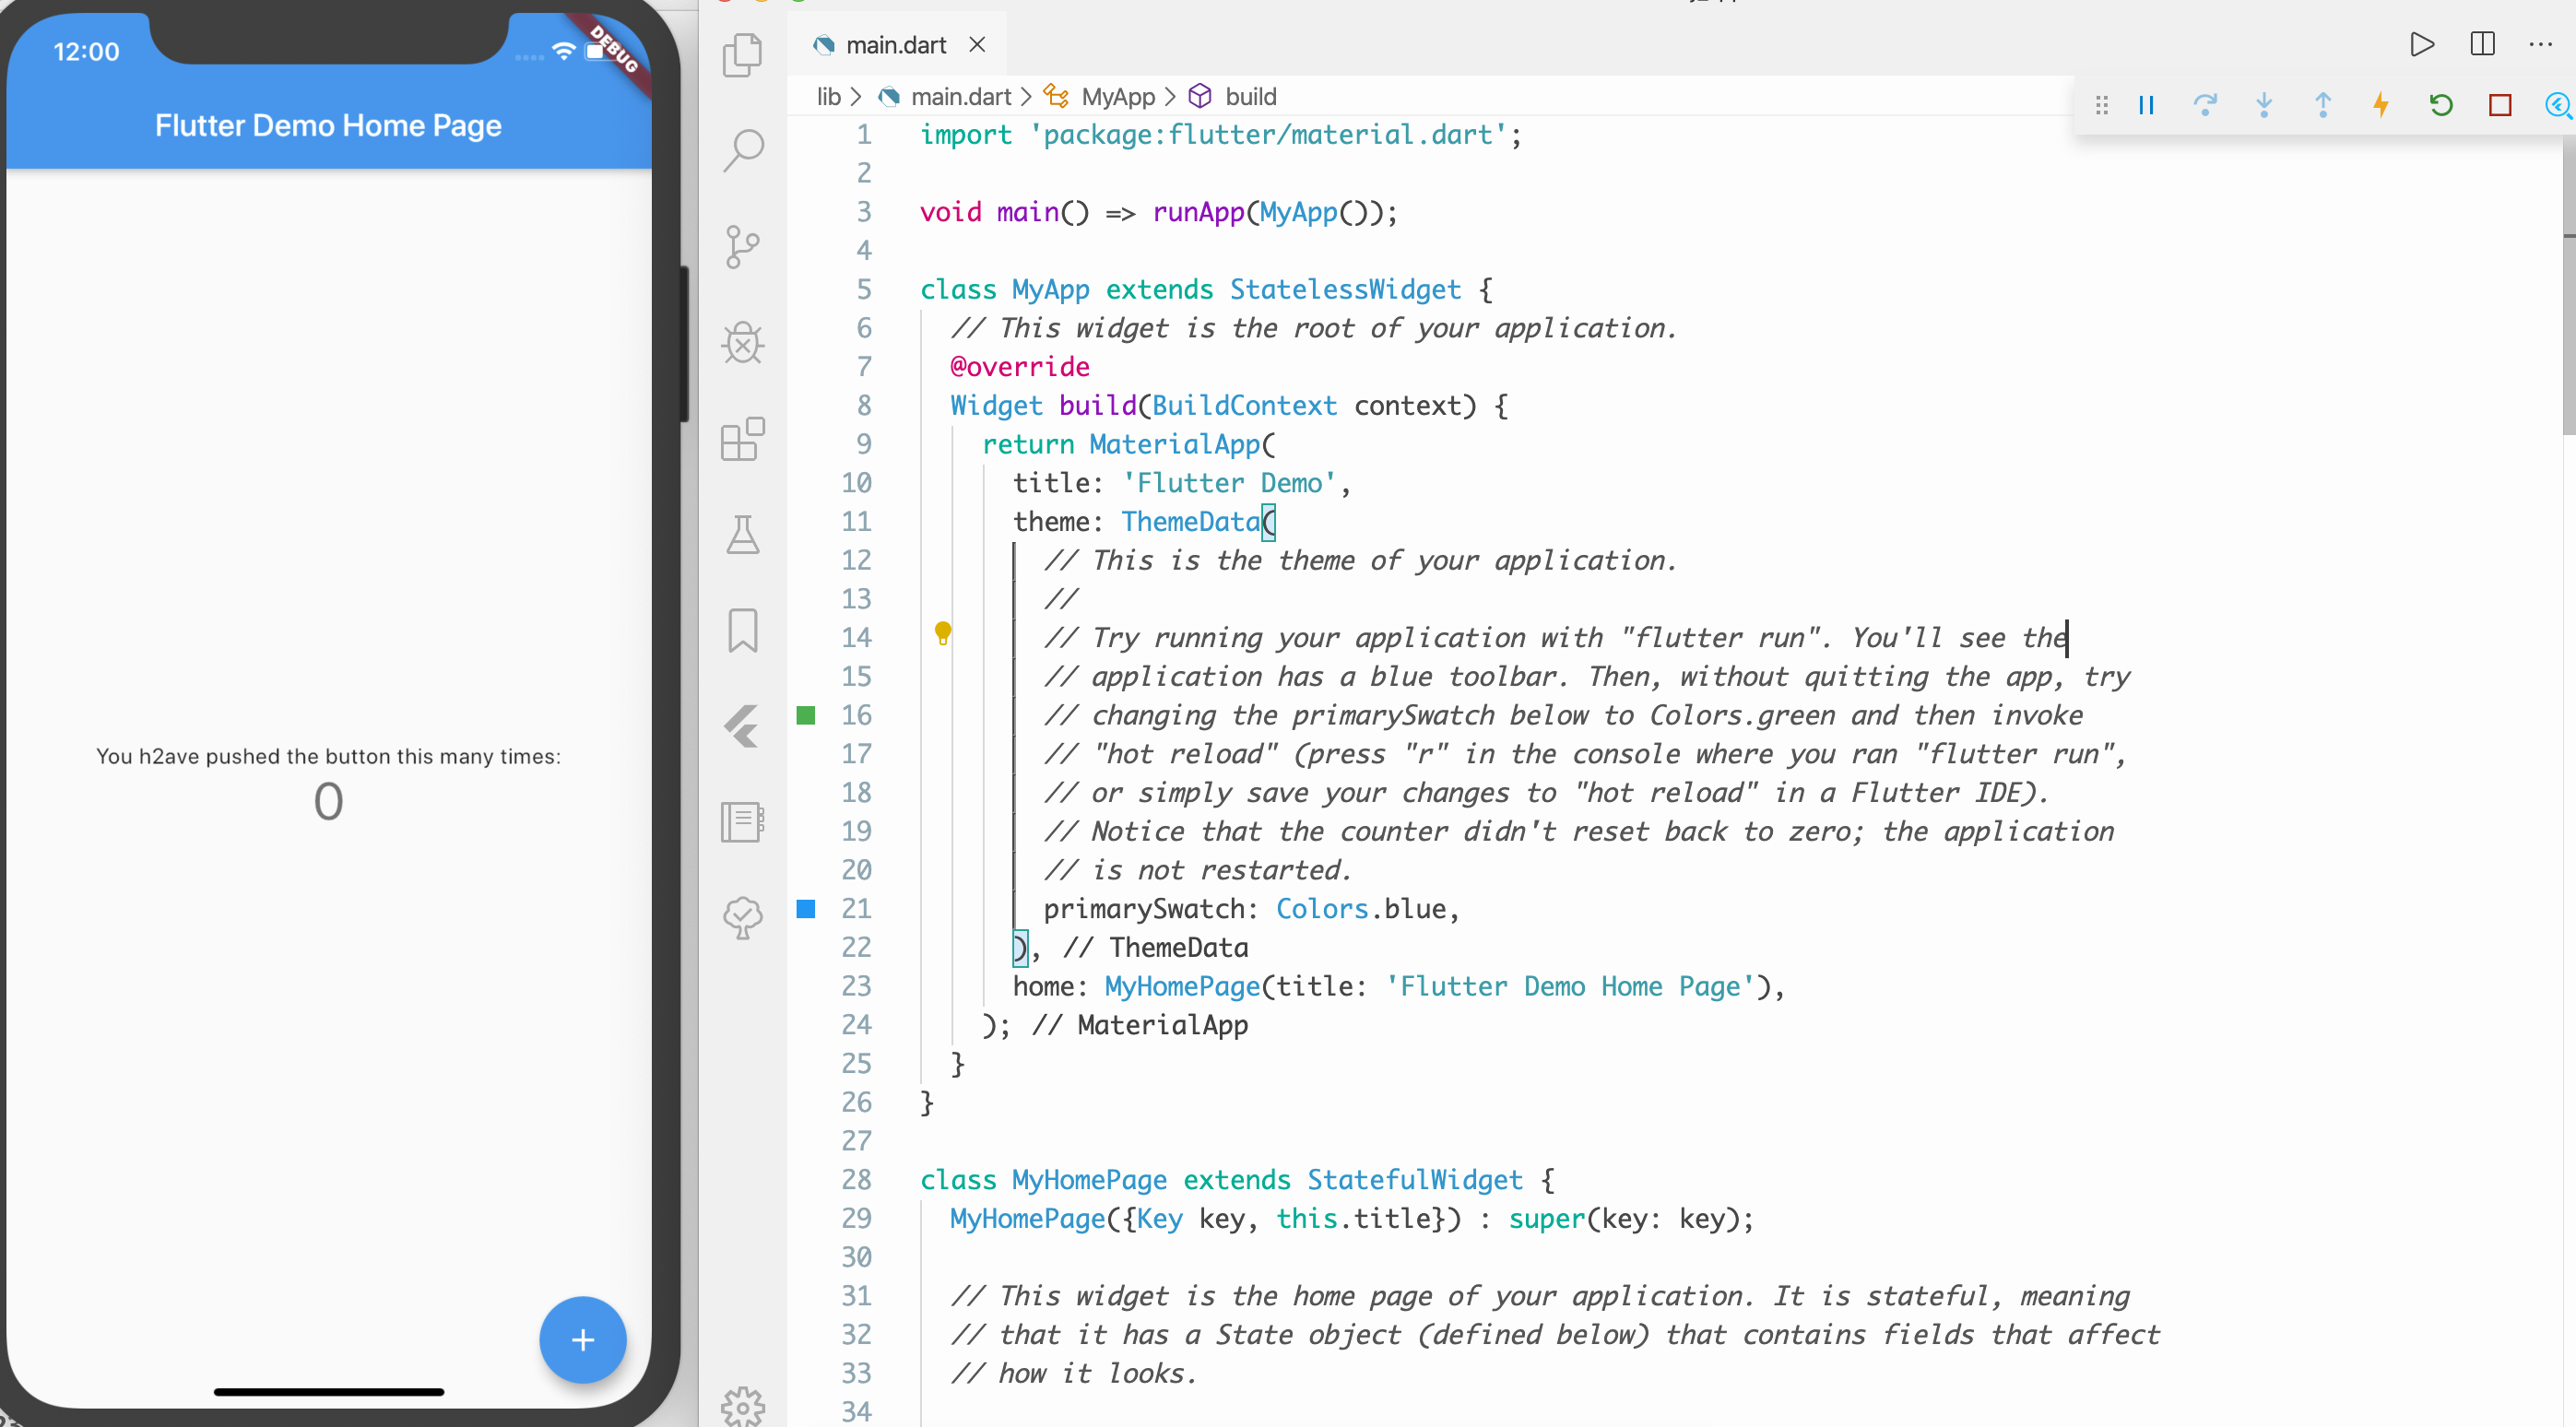 12:00
DEBUG
Flutter Demo Home Page
You h2ave pushed the button this many times:
0
+
main.dart
lib > main.dart > MyApp > build
1 import 'package:flutter/material.dart';
2
3 void main() => runApp(MyApp());
4
5 class MyApp extends StatelessWidget {
6 // This widget is the root of your application.
7 @override
8 Widget build(BuildContext context) {
9 return MaterialApp(
10 title: 'Flutter Demo',
11 theme: ThemeData(
12 // This is the theme of your application.
13 //
14 // Try running your application with "flutter run". You'll see the
15 // application has a blue toolbar. Then, without quitting the app, try
16 // changing the primarySwatch below to Colors.green and then invoke
17 // "hot reload" (press "r" in the console where you ran "flutter run",
18 // or simply save your changes to "hot reload" in a Flutter IDE).
19 // Notice that the counter didn't reset back to zero; the application
20 // is not restarted.
21 primarySwatch: Colors.blue,
22 ), // ThemeData
23 home: MyHomePage(title: 'Flutter Demo Home Page'),
24 ); // MaterialApp
25 }
26 }
27
28 class MyHomePage extends StatefulWidget {
29 MyHomePage({Key key, this.title}) : super(key: key);
30
31 // This widget is the home page of your application. It is stateful, meaning
32 // that it has a State object (defined below) that contains fields that affect
33 // how it looks.
34